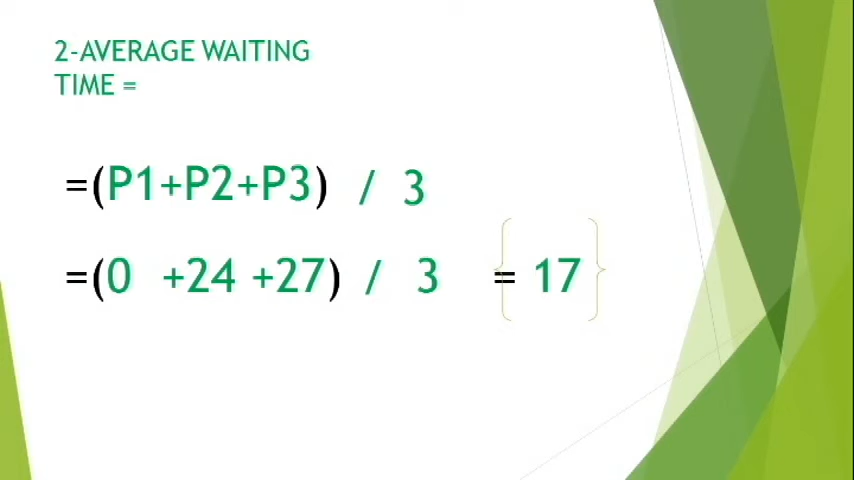 2-AVERAGE WAITING
TIME =
=(P1+P2+P3) / 3
=(0 +24 +27) / 3 = 17